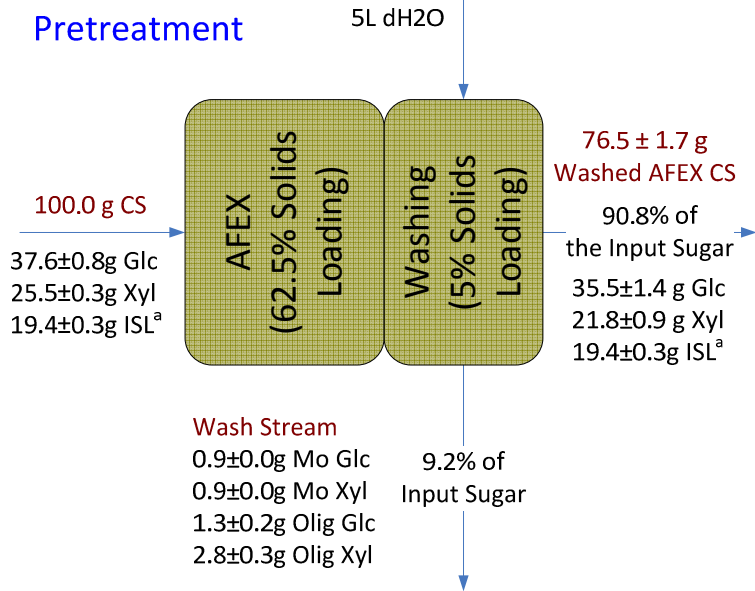 Pretreatment
5L dH2O
100.0 g CS
37.6±0.8g Glc
25.5±0.3g Xyl
19.4±0.3g ISLᵃ
AFEX
(62.5% Solids
Loading)
Washing
(5% Solids
Loading)
76.5 ± 1.7 g
Washed AFEX CS
90.8% of
the Input Sugar
35.5±1.4 g Glc
21.8±0.9 g Xyl
19.4±0.3g ISLᵃ
Wash Stream
0.9±0.0g Mo Glc
0.9±0.0g Mo Xyl
1.3±0.2g Olig Glc
2.8±0.3g Olig Xyl
9.2% of
Input Sugar